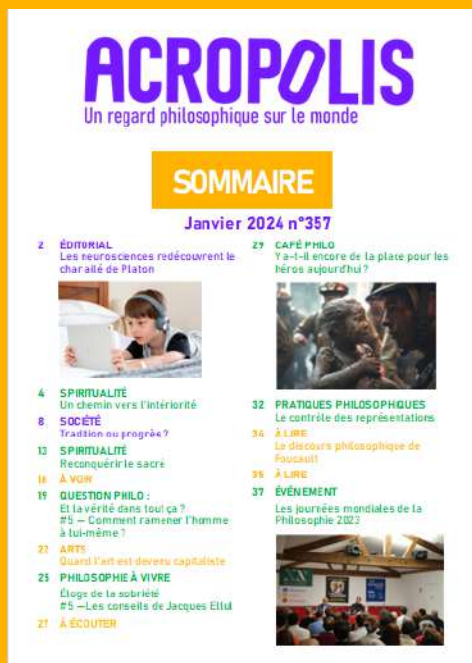 ACROPOLIS
Un regard philosophique sur le monde
SOMMAIRE
Janvier 2024 n°357
2 ÉDITORIAL
Les neurosciences redécouvrent le
char ailé de Platon
4 SPIRITUALITÉ
Un chemin vers l'intériorité
8 SOCIÉTÉ
Tradition ou progrès ?
13 SPIRITUALITÉ
Reconquérir le sacré
16 À VOIR
19 QUESTION PHILO :
Et la vérité dans tout ça ?
#5 – Comment ramener l'homme
à lui-même ?
22 ARTS
Quand l'art est devenu capitaliste
25 PHILOSOPHIE À VIVRE
Éloge de la sobriété
#5 –Les conseils de Jacques Ellul
27 À ÉCOUTER
29 CAFÉ PHILO
Y a-t-il encore de la place pour les
héros aujourd'hui ?
32 PRATIQUES PHILOSOPHIQUES
Le contrôle des représentations
34 À LIRE
Le discours philosophique de
Foucault
À LIRE
37 ÉVÉNEMENT
Les journées mondiales de la
Philosophie 2023